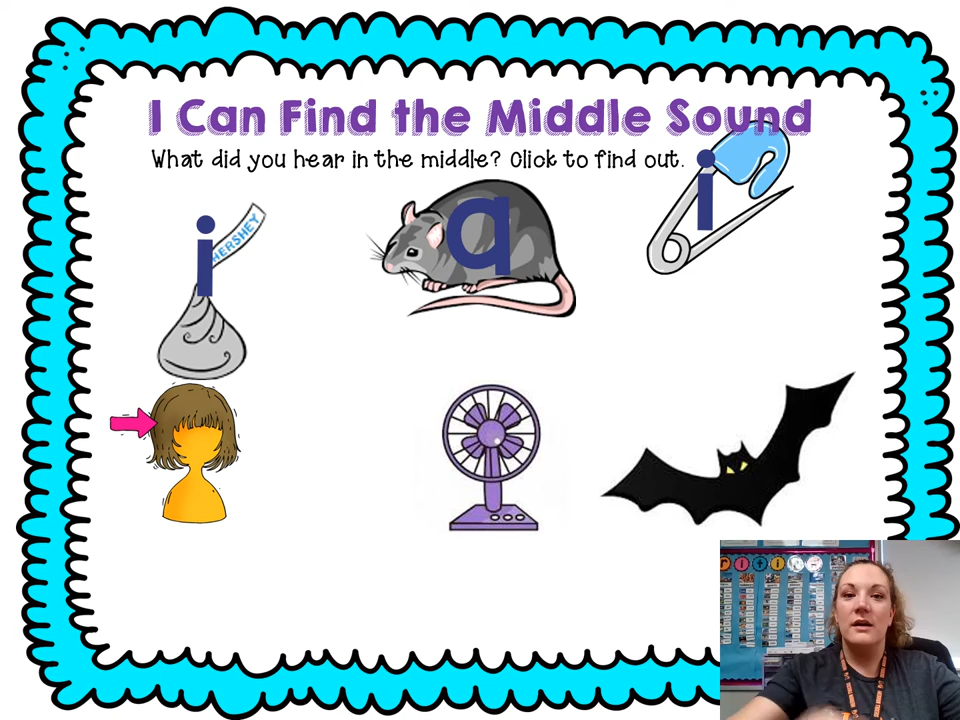 I Can Find the Middle Sound
What did you hear in the middle? Click to find out.
i
a
i
HERSHEY